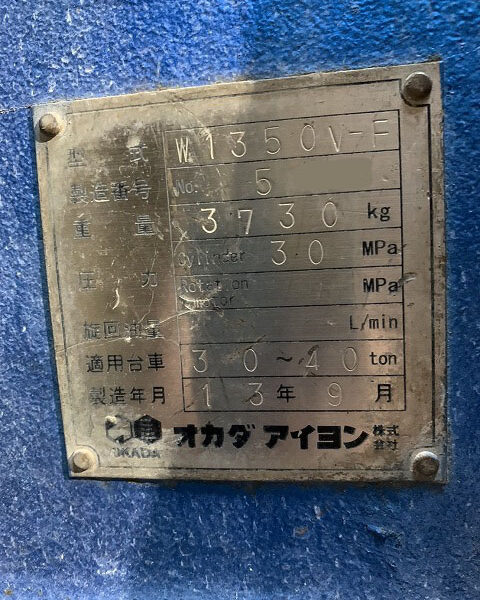 型式 W1350V-F
製造番号 No. 5
重量 3730 kg
圧力 Cylinder 30 MPa
Rotation Motor MPa
旋回油量 L/min
適用台車 30~40 ton
製造年月 13年9月
OKADA オカダアイヨン株式会社